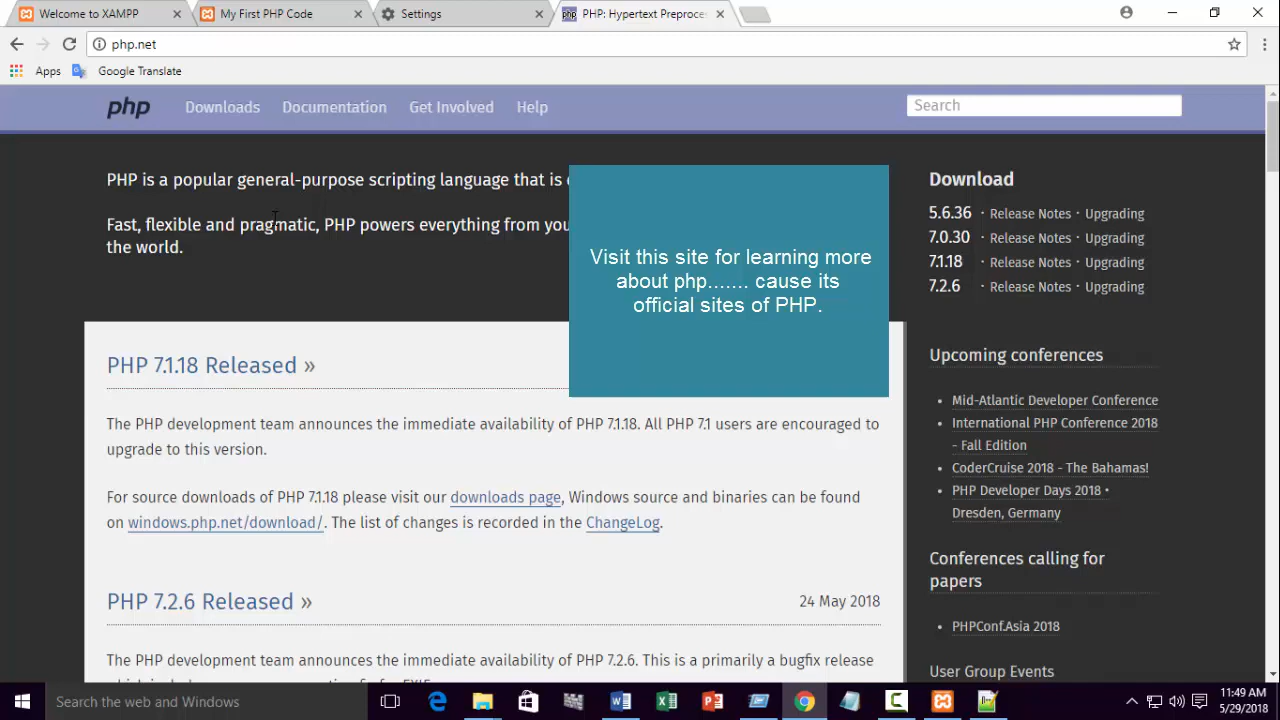 Welcome to XAMPP
My First PHP Code
Settings
PHP: Hypertext Preproces
php.net
Apps
Google Translate
php
Downloads
Documentation
Get Involved
Help
Search
PHP is a popular general-purpose scripting language that is e
Fast, flexible and pragmatic, PHP powers everything from you
the world.
Visit this site for learning more
about php....... cause its
official sites of PHP.
Download
5.6.36 · Release Notes · Upgrading
7.0.30 · Release Notes · Upgrading
7.1.18 · Release Notes · Upgrading
7.2.6 · Release Notes · Upgrading
PHP 7.1.18 Released »
The PHP development team announces the immediate availability of PHP 7.1.18. All PHP 7.1 users are encouraged to
upgrade to this version.
For source downloads of PHP 7.1.18 please visit our downloads page, Windows source and binaries can be found
on windows.php.net/download/. The list of changes is recorded in the ChangeLog.
PHP 7.2.6 Released »
24 May 2018
The PHP development team announces the immediate availability of PHP 7.2.6. This is a primarily a bugfix release
Upcoming conferences
Mid-Atlantic Developer Conference
International PHP Conference 2018
- Fall Edition
CoderCruise 2018 - The Bahamas!
PHP Developer Days 2018 •
Dresden, Germany
Conferences calling for
papers
PHPConf.Asia 2018
User Group Events
Search the web and Windows
11:49 AM
5/29/2018